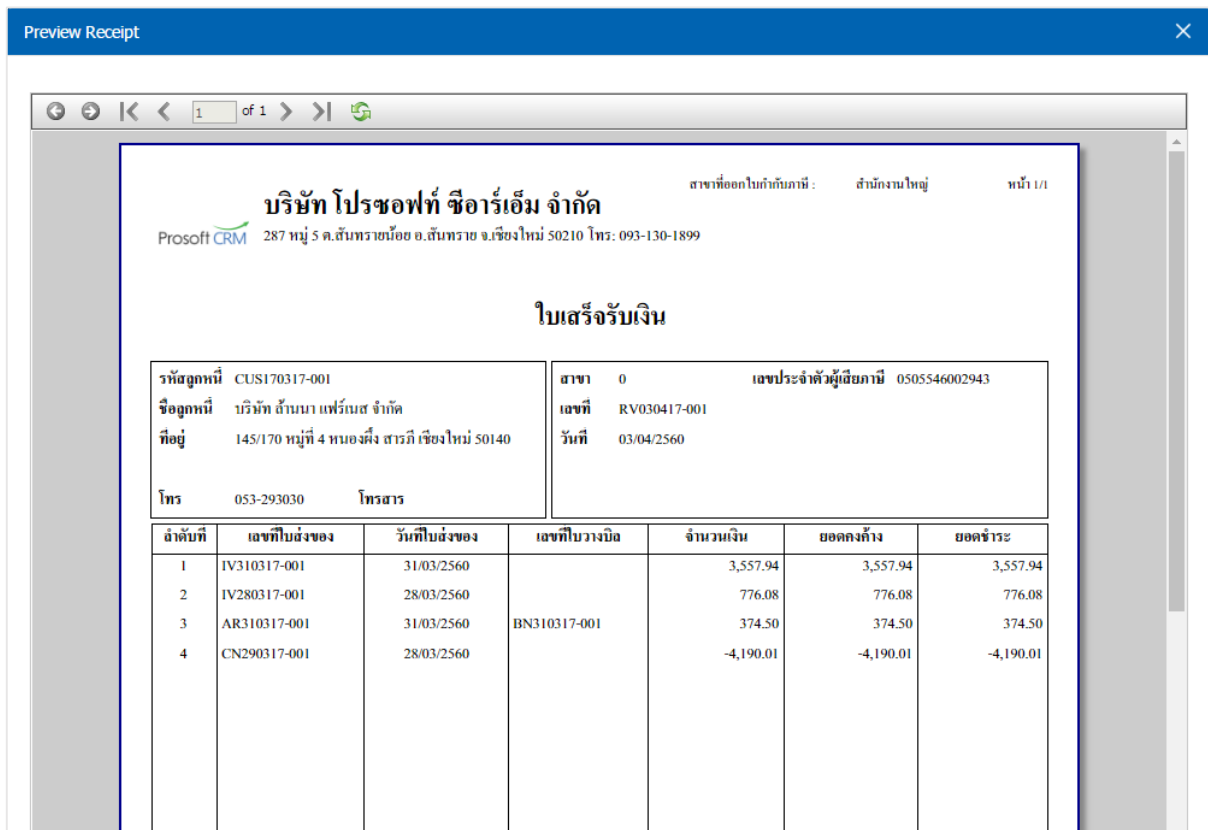 Preview Receipt
1 of 1
สาขาที่ออกใบกำกับภาษี : สำนักงานใหญ่ หน้า 1/1
บริษัท โปรซอฟท์ ซีอาร์เอ็ม จำกัด
Prosoft CRM 287 หมู่ 5 ต.สันทรายน้อย อ.สันทราย จ.เชียงใหม่ 50210 โทร: 093-130-1899
ใบเสร็จรับเงิน
รหัสลูกหนี้ CUS170317-001 สาขา 0 เลขประจำตัวผู้เสียภาษี 0505546002943
ชื่อลูกหนี้ บริษัท ล้านนา แฟร์เนส จำกัด เลขที่ RV030417-001
ที่อยู่ 145/170 หมู่ที่ 4 หนองผึ้ง สารภี เชียงใหม่ 50140 วันที่ 03/04/2560
โทร 053-293030 โทรสาร
ลำดับที่ เลขที่ใบส่งของ วันที่ใบส่งของ เลขที่ใบวางบิล จำนวนเงิน ยอดคงค้าง ยอดชำระ
1 IV310317-001 31/03/2560 3,557.94 3,557.94 3,557.94
2 IV280317-001 28/03/2560 776.08 776.08 776.08
3 AR310317-001 31/03/2560 BN310317-001 374.50 374.50 374.50
4 CN290317-001 28/03/2560 -4,190.01 -4,190.01 -4,190.01